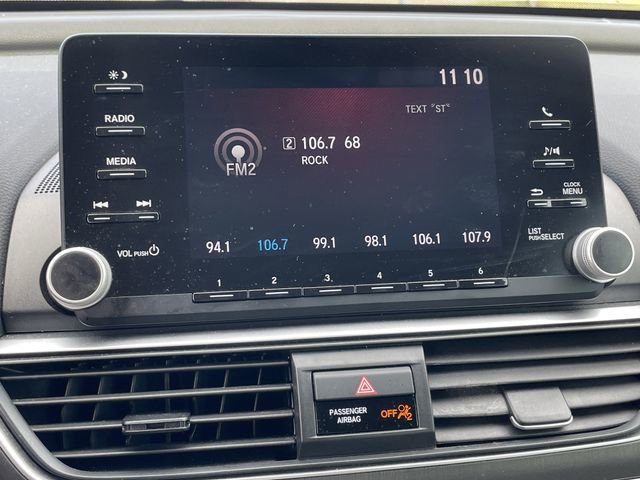 11 10
TEXT "ST"
RADIO
2 106.7 68
ROCK
FM2
MEDIA
♪/
CLOCK
MENU
VOL PUSH
LIST
PUSH SELECT
94.1 106.7 99.1 98.1 106.1 107.9
1 2 3 4 5 6
PASSENGER
AIRBAG
OFF 2